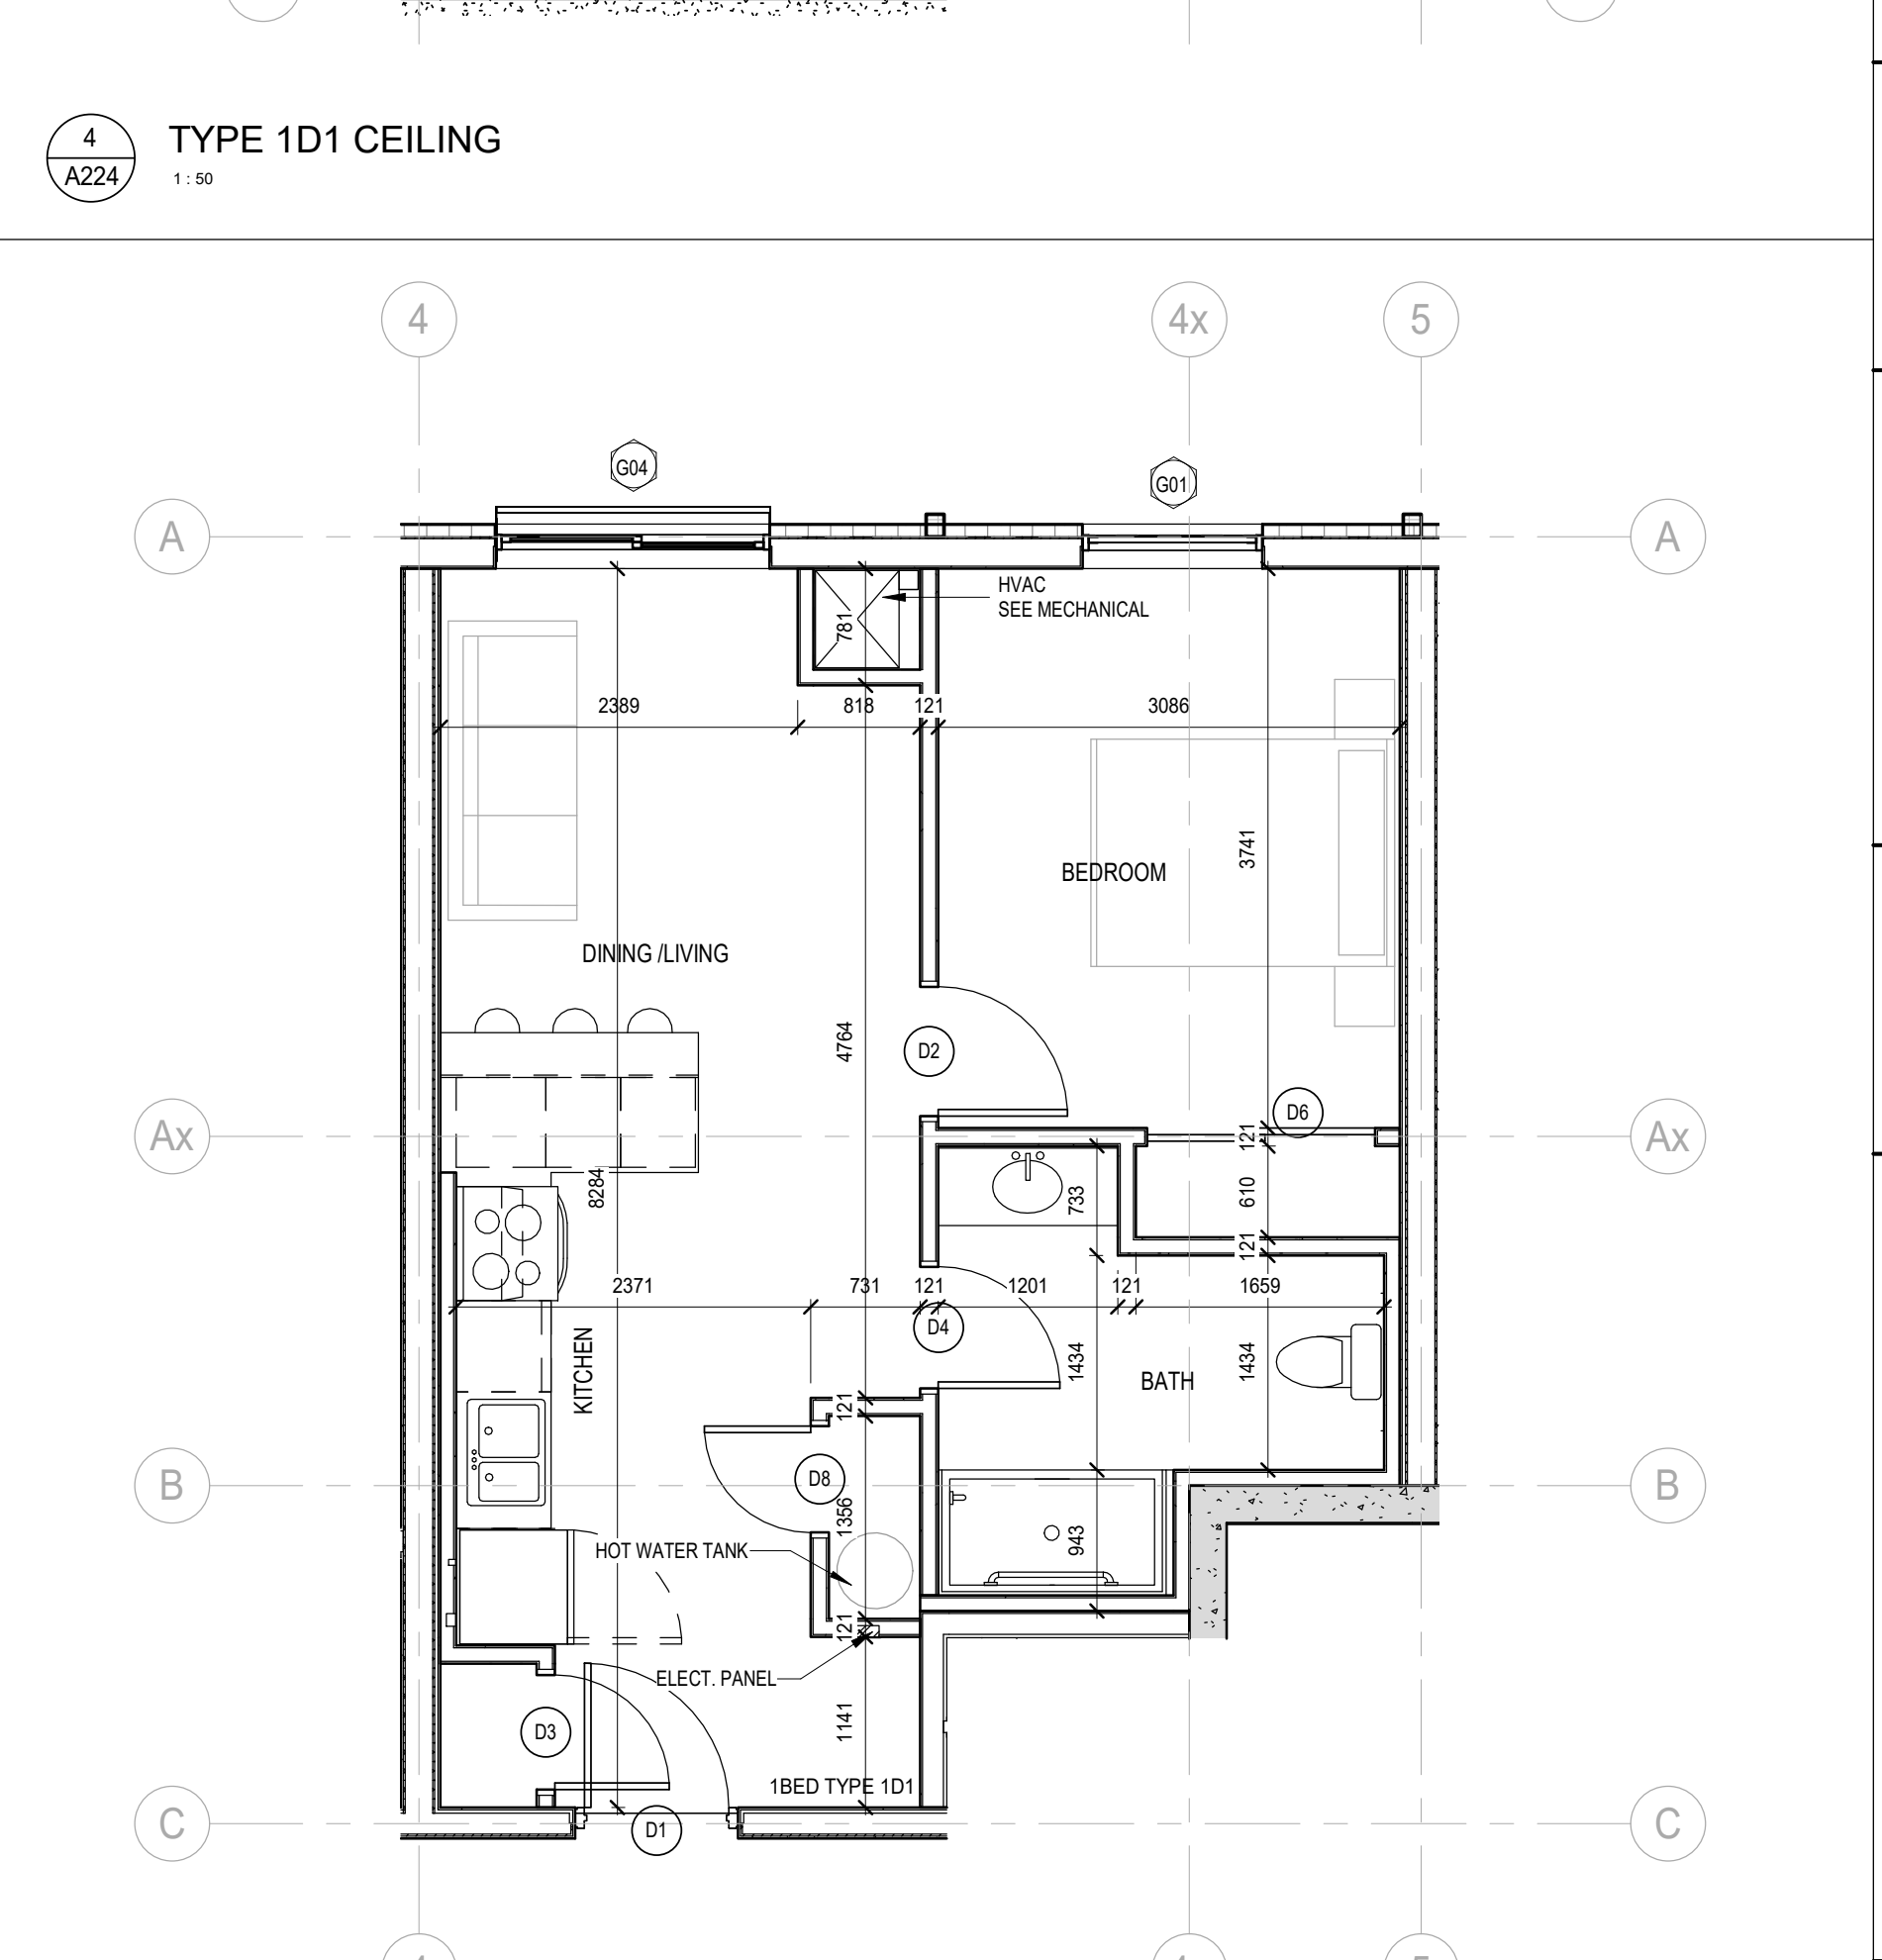 4
A224
TYPE 1D1 CEILING
1 : 50
4
4x
5
G04
G01
A
A
HVAC
SEE MECHANICAL
781
2389
818
121
3086
3741
BEDROOM
DINING /LIVING
4764
D2
D6
Ax
Ax
121
8284
733
610
121
2371
731
121
1201
121
1659
D4
KITCHEN
1434
1434
BATH
121
D8
B
B
1356
943
HOT WATER TANK
121
ELECT. PANEL
1141
D3
1BED TYPE 1D1
D1
C
C